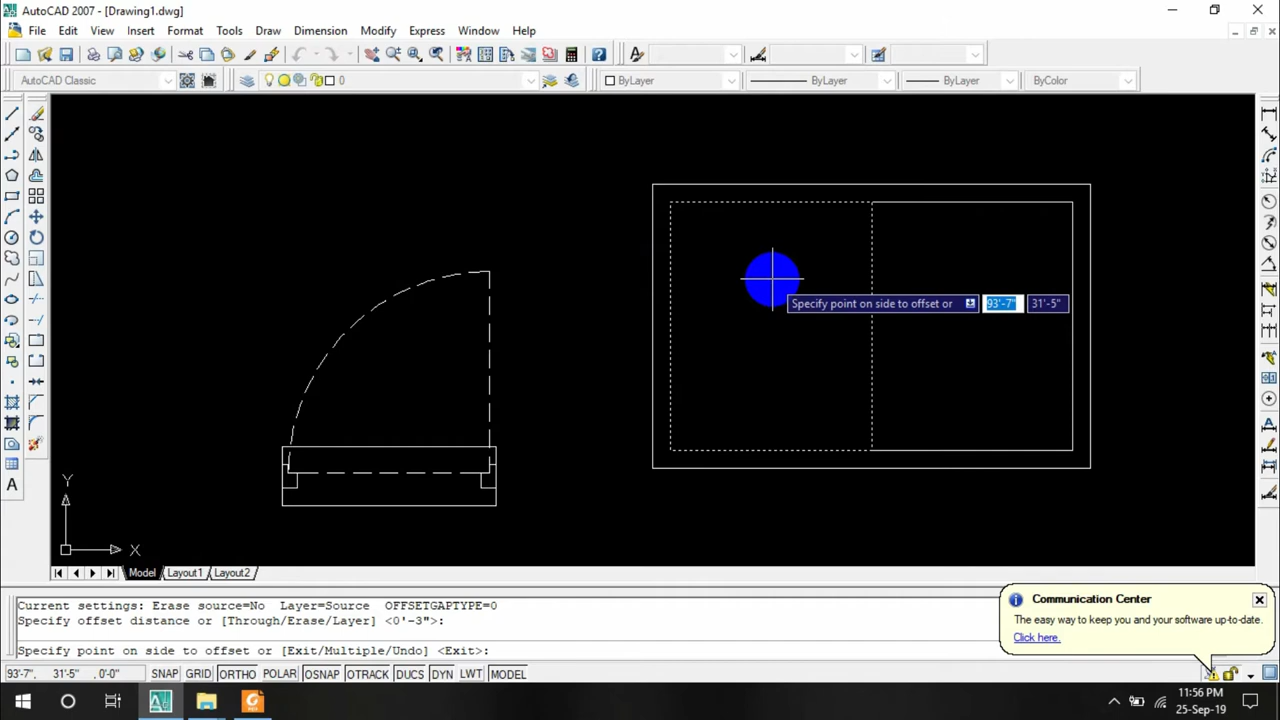 AutoCAD 2007 - [Drawing1.dwg]
File Edit View Insert Format Tools Draw Dimension Modify Express Window Help
AutoCAD Classic 0 ByLayer ByLayer ByLayer ByColor
Specify point on side to offset or 93'-7" 31'-5"
Y
X
Model Layout1 Layout2
Current settings: Erase source=No Layer=Source OFFSETGAPTYPE=0
Specify offset distance or [Through/Erase/Layer] <0'-3">:
Specify point on side to offset or [Exit/Multiple/Undo] <Exit>:
Communication Center
The easy way to keep you and your software up-to-date.
Click here.
93'-7", 31'-5" , 0'-0" SNAP GRID ORTHO POLAR OSNAP OTRACK DUCS DYN LWT MODEL
11:56 PM
25-Sep-19